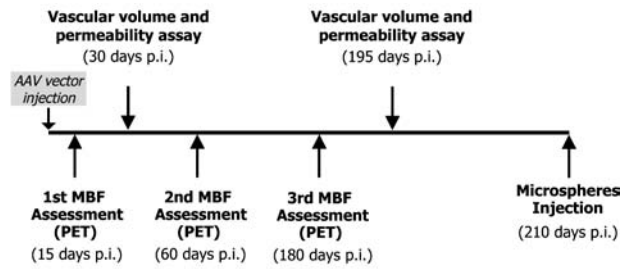 Vascular volume and
permeability assay
(30 days p.i.)
Vascular volume and
permeability assay
(195 days p.i.)
AAV vector
injection
1st MBF
Assessment
(PET)
(15 days p.i.)
2nd MBF
Assessment
(PET)
(60 days p.i.)
3rd MBF
Assessment
(PET)
(180 days p.i.)
Microspheres
Injection
(210 days p.i.)